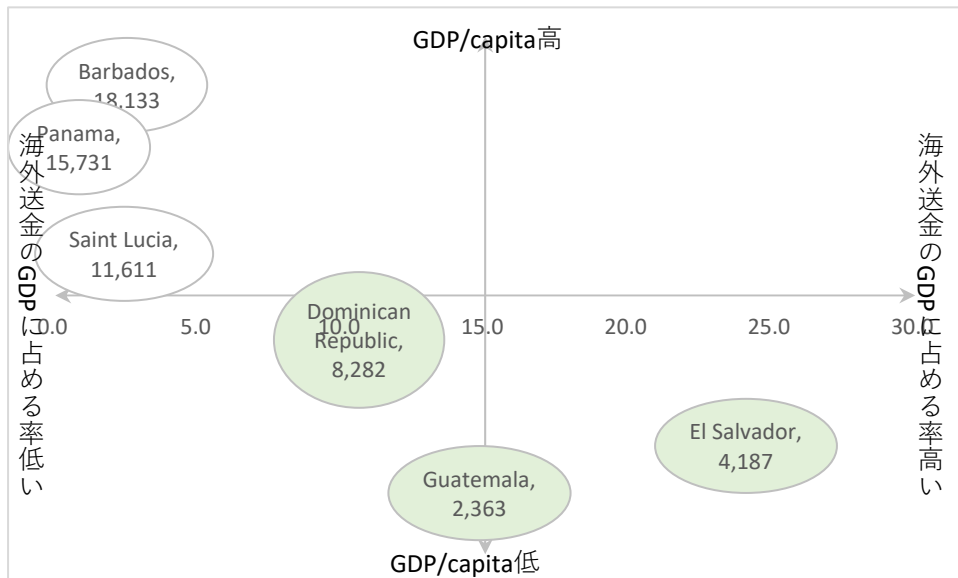 GDP/capita高
Barbados,
18,133
Panama,
15,731
海外送金のGDPに占める率低い
海外送金のGDPに占める率高い
Saint Lucia,
11,611
0.0
5.0
10.0
15.0
20.0
25.0
30.0
Dominican
Republic,
8,282
El Salvador,
4,187
Guatemala,
2,363
GDP/capita低